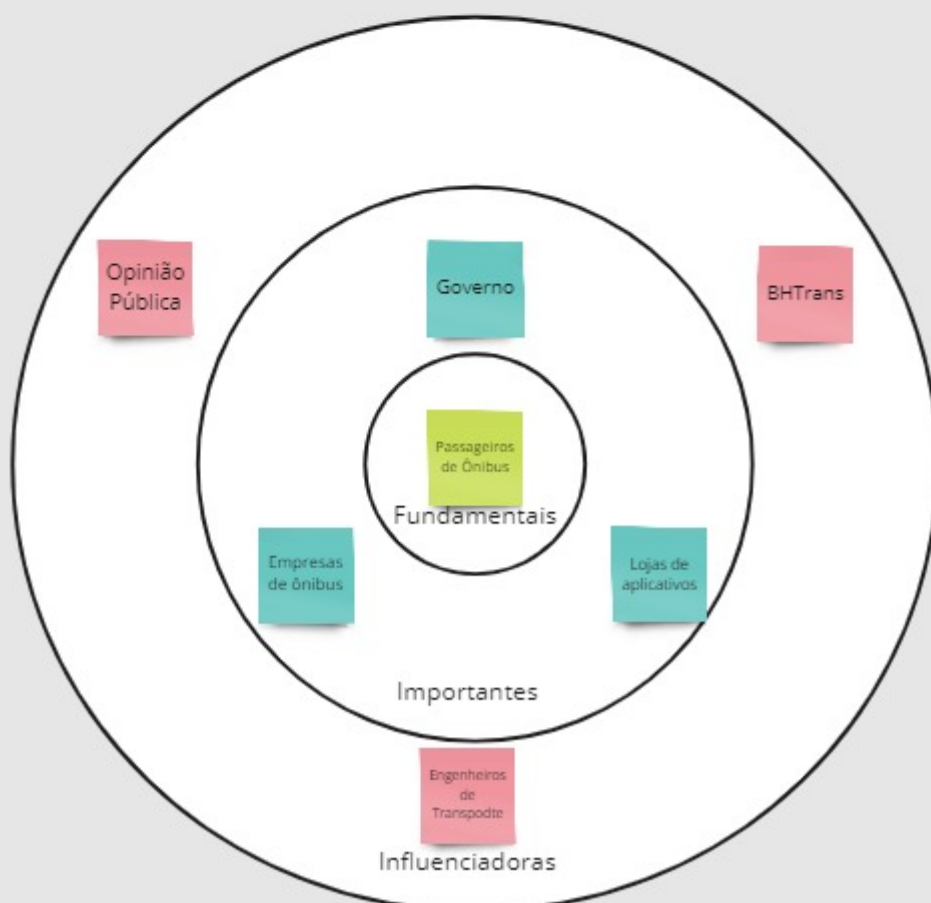 Opinião
Pública
Governo
BHTrans
Passageiros
de Ônibus
Fundamentais
Empresas
de ônibus
Lojas de
aplicativos
Importantes
Engenheiros
de
Transpodte
Influenciadoras